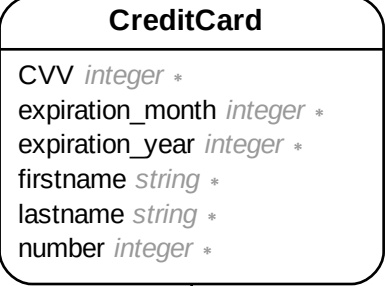 CreditCard
CVV integer *
expiration_month integer *
expiration_year integer *
firstname string *
lastname string *
number integer *